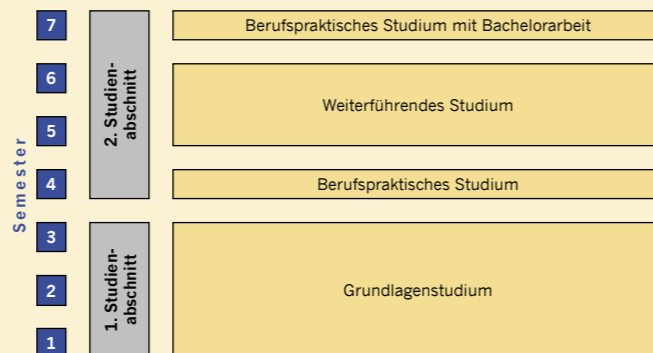 7
Berufspraktisches Studium mit Bachelorarbeit
6
Weiterführendes Studium
5
2. Studien-
abschnitt
4
Berufspraktisches Studium
Semester
3
2
Grundlagenstudium
1. Studien-
abschnitt
1